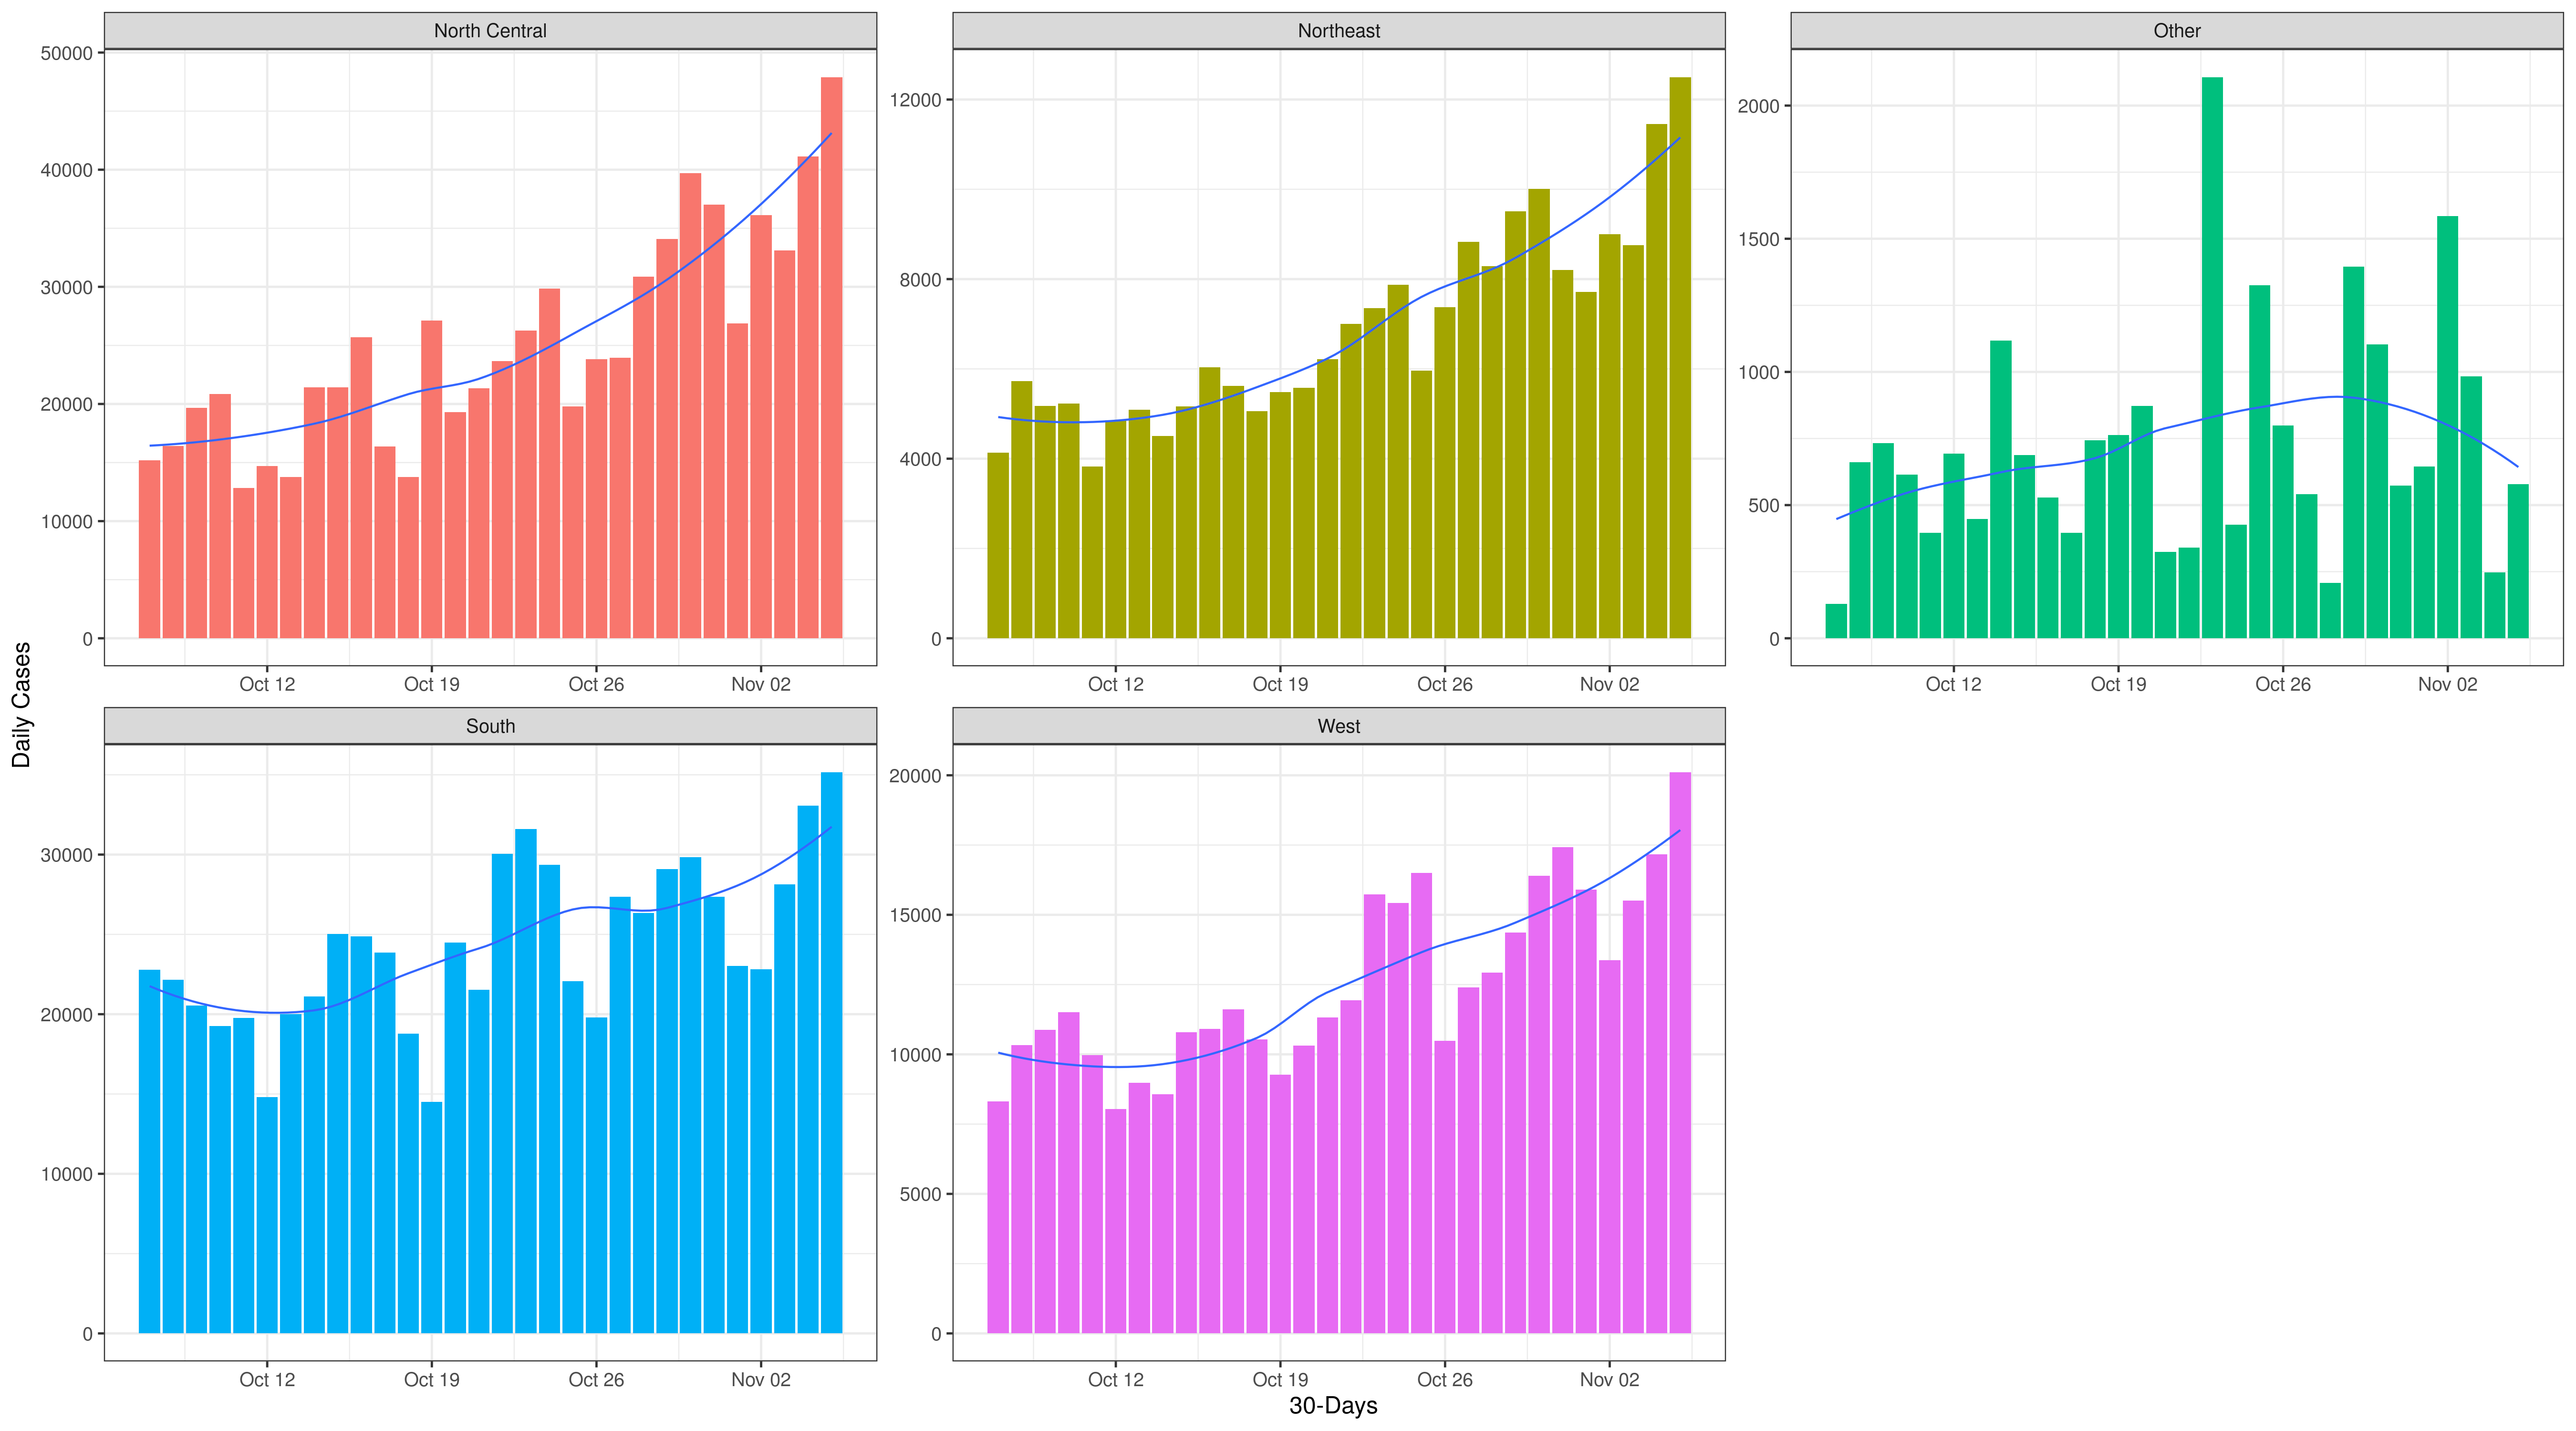 North Central
Northeast
Other
50000
40000
30000
20000
10000
0
12000
8000
4000
0
2000
1500
1000
500
0
Oct 12 Oct 19 Oct 26 Nov 02
Oct 12 Oct 19 Oct 26 Nov 02
Oct 12 Oct 19 Oct 26 Nov 02
Daily Cases
South
West
30000
20000
10000
0
20000
15000
10000
5000
0
Oct 12 Oct 19 Oct 26 Nov 02
Oct 12 Oct 19 Oct 26 Nov 02
30-Days